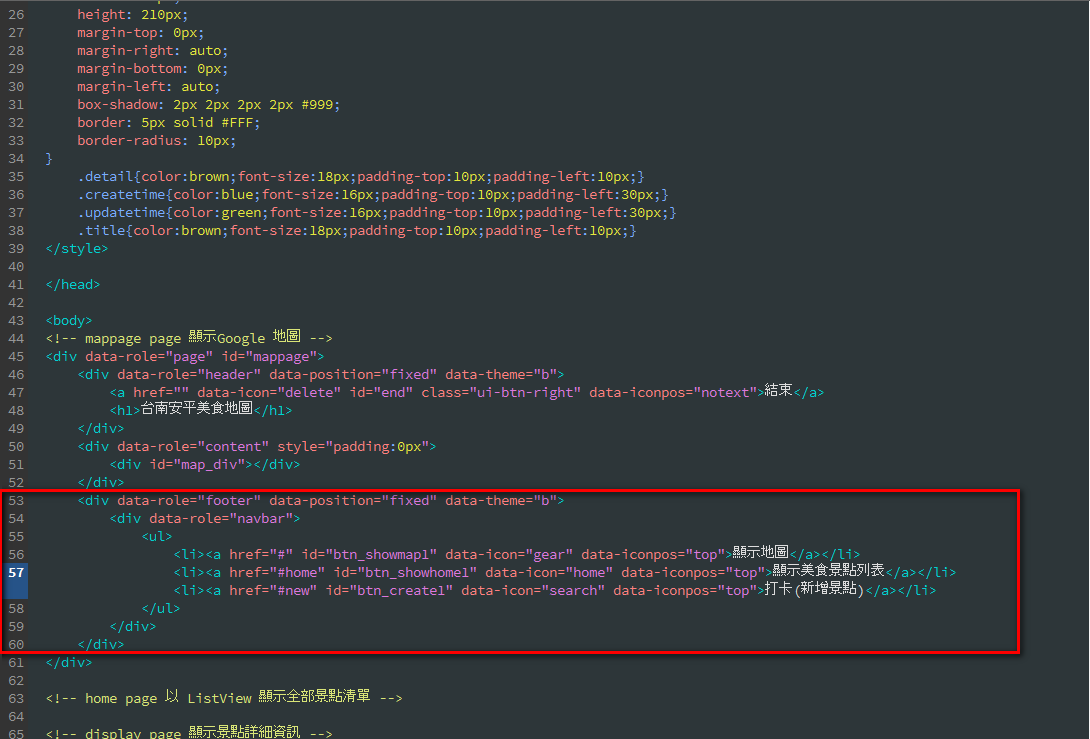 26 height: 210px;
27 margin-top: 0px;
28 margin-right: auto;
29 margin-bottom: 0px;
30 margin-left: auto;
31 box-shadow: 2px 2px 2px 2px #999;
32 border: 5px solid #FFF;
33 border-radius: 10px;
34 }
35 .detail{color:brown;font-size:18px;padding-top:10px;padding-left:10px;}
36 .createtime{color:blue;font-size:16px;padding-top:10px;padding-left:30px;}
37 .updatetime{color:green;font-size:16px;padding-top:10px;padding-left:30px;}
38 .title{color:brown;font-size:18px;padding-top:10px;padding-left:10px;}
39 </style>
40
41 </head>
42
43 <body>
44 <!-- mappage page 顯示Google 地圖 -->
45 <div data-role="page" id="mappage">
46 <div data-role="header" data-position="fixed" data-theme="b">
47 <a href="" data-icon="delete" id="end" class="ui-btn-right" data-iconpos="notext">結束</a>
48 <h1>台南安平美食地圖</h1>
49 </div>
50 <div data-role="content" style="padding:0px">
51 <div id="map_div"></div>
52 </div>
53 <div data-role="footer" data-position="fixed" data-theme="b">
54 <div data-role="navbar">
55 <ul>
56 <li><a href="#" id="btn_showmap1" data-icon="gear" data-iconpos="top">顯示地圖</a></li>
57 <li><a href="#home" id="btn_showhome1" data-icon="home" data-iconpos="top">顯示美食景點列表</a></li>
<li><a href="#new" id="btn_create1" data-icon="search" data-iconpos="top">打卡(新增景點)</a></li>
58 </ul>
59 </div>
60 </div>
61 </div>
62
63 <!-- home page 以 ListView 顯示全部景點清單 -->
64
65 <!-- display page 顯示景點詳細資訊 -->